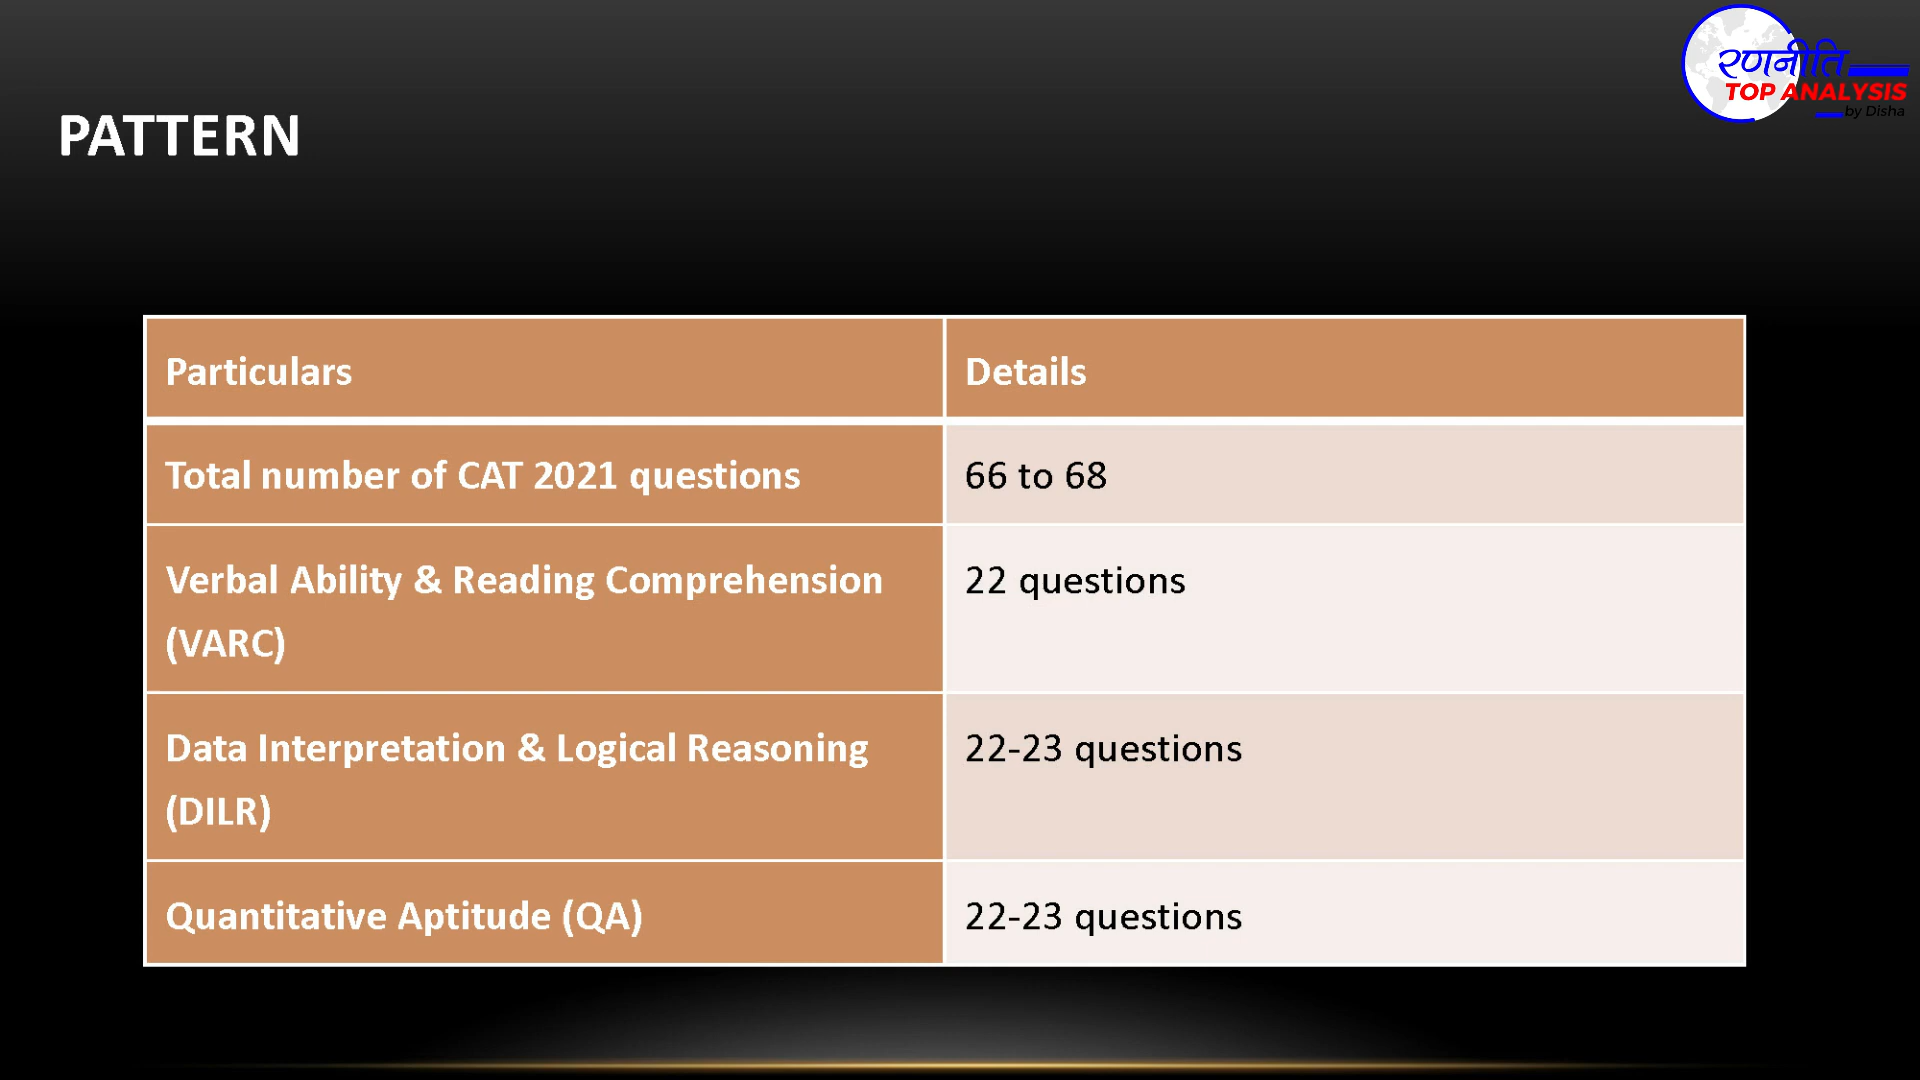 रणनीति
TOP ANALYSIS
by Disha
PATTERN
Particulars
Details
Total number of CAT 2021 questions
66 to 68
Verbal Ability & Reading Comprehension
(VARC)
22 questions
Data Interpretation & Logical Reasoning
(DILR)
22-23 questions
Quantitative Aptitude (QA)
22-23 questions